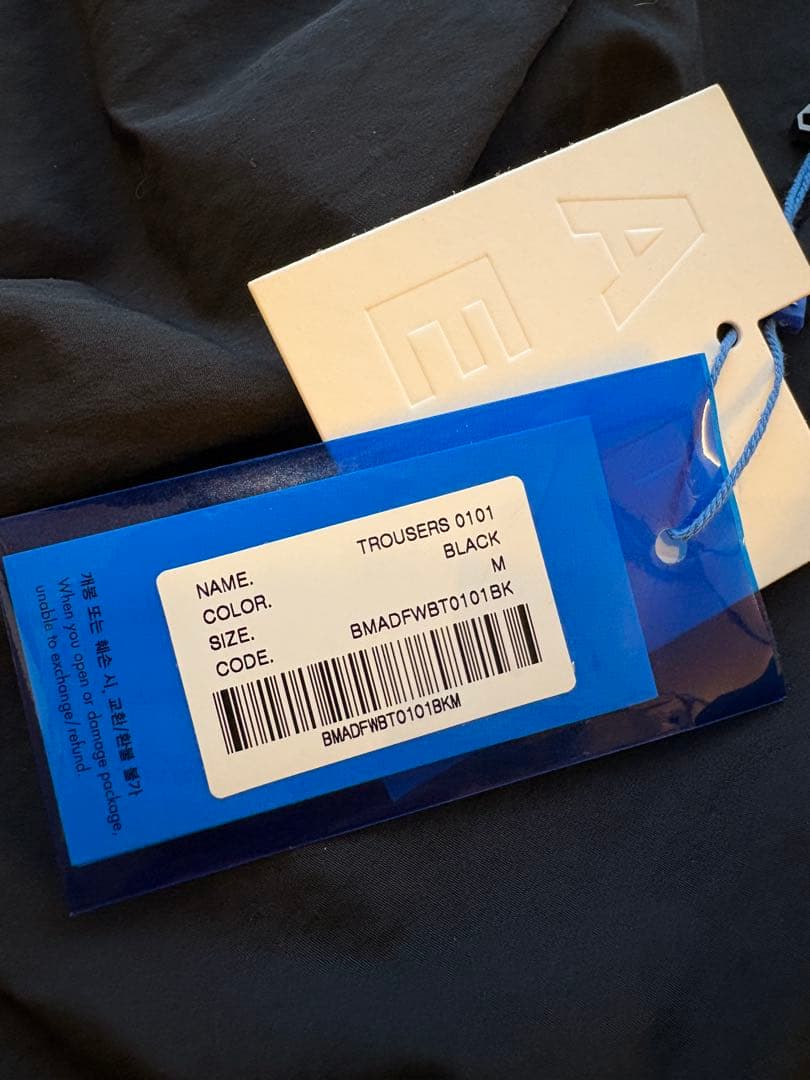 A
E
NAME. TROUSERS 0101
COLOR. BLACK
SIZE. M
CODE. BMADFWBT0101BK
BMADFWBT0101BKM
개봉 또는 훼손 시, 교환/환불 불가
When you open or damage package,
unable to exchange/refund.